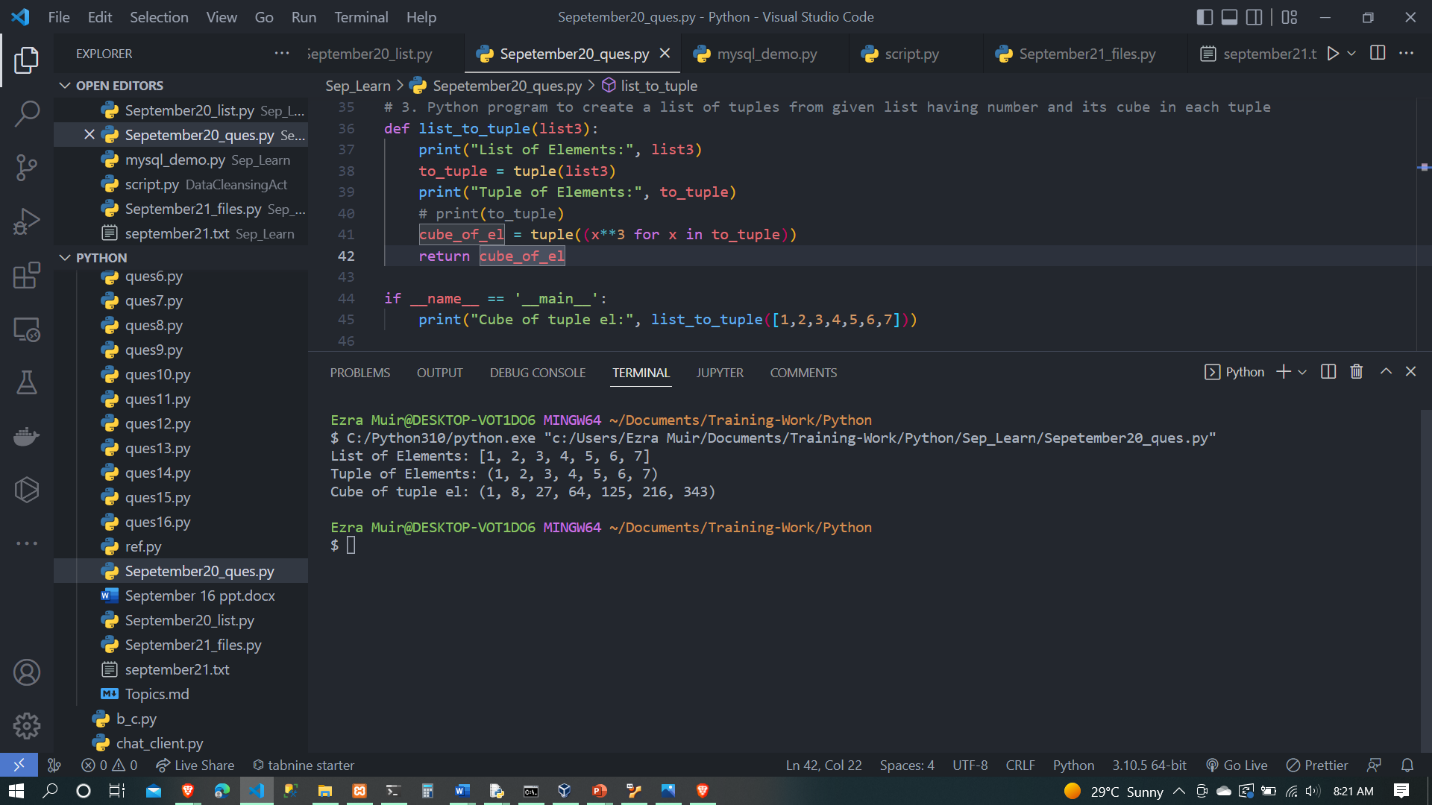 File Edit Selection View Go Run Terminal Help Sepetember20_ques.py - Python - Visual Studio Code
EXPLORER
September20_list.py Sepetember20_ques.py mysql_demo.py script.py September21_files.py september21.t
OPEN EDITORS
Sep_Learn > Sepetember20_ques.py > list_to_tuple
September20_list.py Sep_L...
Sepetember20_ques.py Se...
mysql_demo.py Sep_Learn
script.py DataCleansingAct
September21_files.py Sep_...
september21.txt Sep_Learn
PYTHON
ques6.py
ques7.py
ques8.py
ques9.py
ques10.py
ques11.py
ques12.py
ques13.py
ques14.py
ques15.py
ques16.py
ref.py
Sepetember20_ques.py
September 16 ppt.docx
September20_list.py
September21_files.py
september21.txt
Topics.md
b_c.py
chat_client.py
35 # 3. Python program to create a list of tuples from given list having number and its cube in each tuple
36 def list_to_tuple(list3):
37 print("List of Elements:", list3)
38 to_tuple = tuple(list3)
39 print("Tuple of Elements:", to_tuple)
40 # print(to_tuple)
41 cube_of_el = tuple((x**3 for x in to_tuple))
42 return cube_of_el
43
44 if __name__ == '__main__':
45 print("Cube of tuple el:", list_to_tuple([1,2,3,4,5,6,7]))
46
PROBLEMS OUTPUT DEBUG CONSOLE TERMINAL JUPYTER COMMENTS Python
Ezra Muir@DESKTOP-VOT1DO6 MINGW64 ~/Documents/Training-Work/Python
$ C:/Python310/python.exe "c:/Users/Ezra Muir/Documents/Training-Work/Python/Sep_Learn/Sepetember20_ques.py"
List of Elements: [1, 2, 3, 4, 5, 6, 7]
Tuple of Elements: (1, 2, 3, 4, 5, 6, 7)
Cube of tuple el: (1, 8, 27, 64, 125, 216, 343)
Ezra Muir@DESKTOP-VOT1DO6 MINGW64 ~/Documents/Training-Work/Python
$
0 0 Live Share tabnine starter Ln 42, Col 22 Spaces: 4 UTF-8 CRLF Python 3.10.5 64-bit Go Live Prettier
29°C Sunny 8:21 AM